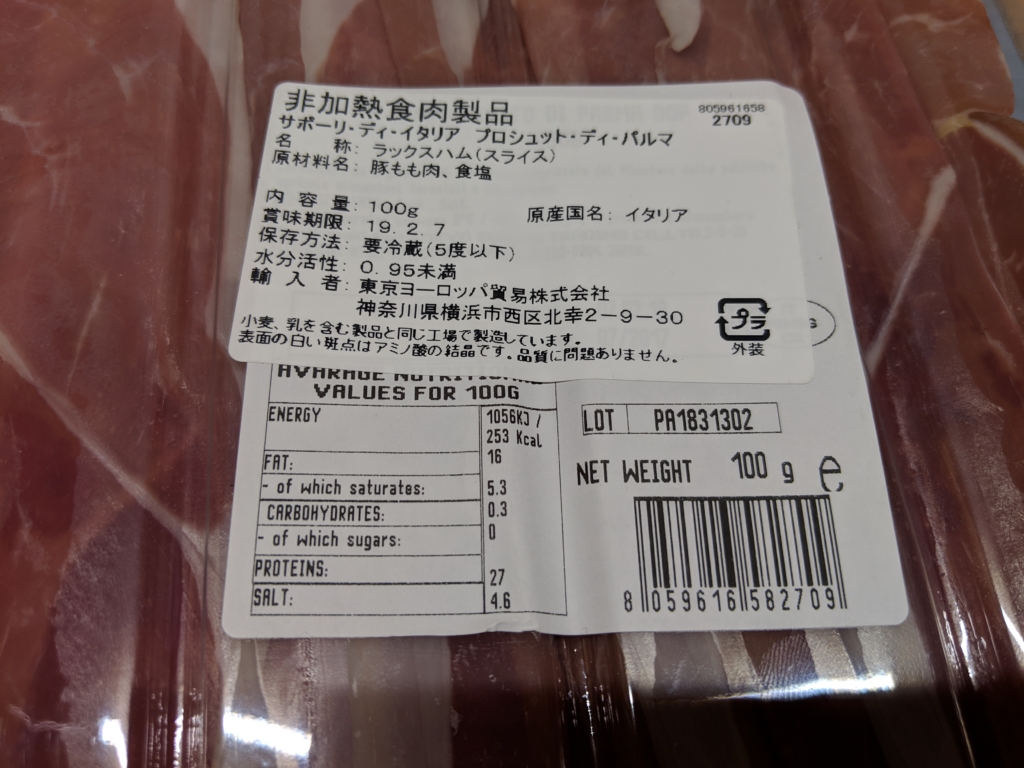 非加熱食肉製品
805961658
2709
サポーリ・ディ・イタリア プロシュット・ディ・パルマ
名 称: ラックスハム(スライス)
原材料名: 豚もも肉、食塩
内 容 量: 100g 原産国名: イタリア
賞味期限: 19. 2. 7
保存方法: 要冷蔵(5度以下)
水分活性: 0. 95未満
輸 入 者: 東京ヨーロッパ貿易株式会社
神奈川県横浜市西区北幸2-9-30
プラ
外装
小麦、乳を含む製品と同じ工場で製造しています。
表面の白い斑点はアミノ酸の結晶です。品質に問題ありません。
AVARAGE
VALUES FOR 100G
ENERGY 1056KJ /
253 Kcal
FAT: 16
- of which saturates: 5.3
CARBOHYDRATES: 0.3
- of which sugars: 0
PROTEINS: 27
SALT: 4.6
LOT PA1831302
NET WEIGHT 100 g e
8 059616 582709